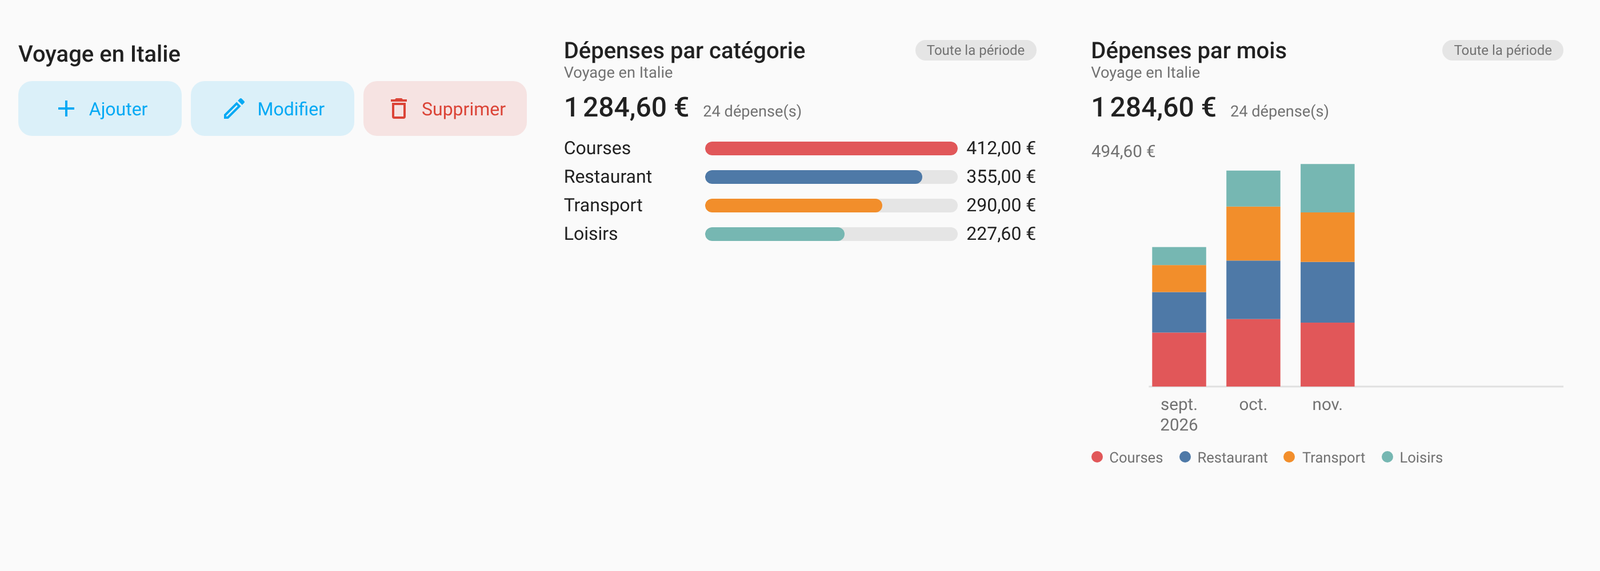 Voyage en Italie
Ajouter
Modifier
Supprimer
Dépenses par catégorie
Toute la période
Voyage en Italie
1 284,60 €
24 dépense(s)
Courses 412,00 €
Restaurant 355,00 €
Transport 290,00 €
Loisirs 227,60 €
Dépenses par mois
Toute la période
Voyage en Italie
1 284,60 €
24 dépense(s)
494,60 €
sept. oct. nov.
2026
Courses Restaurant Transport Loisirs